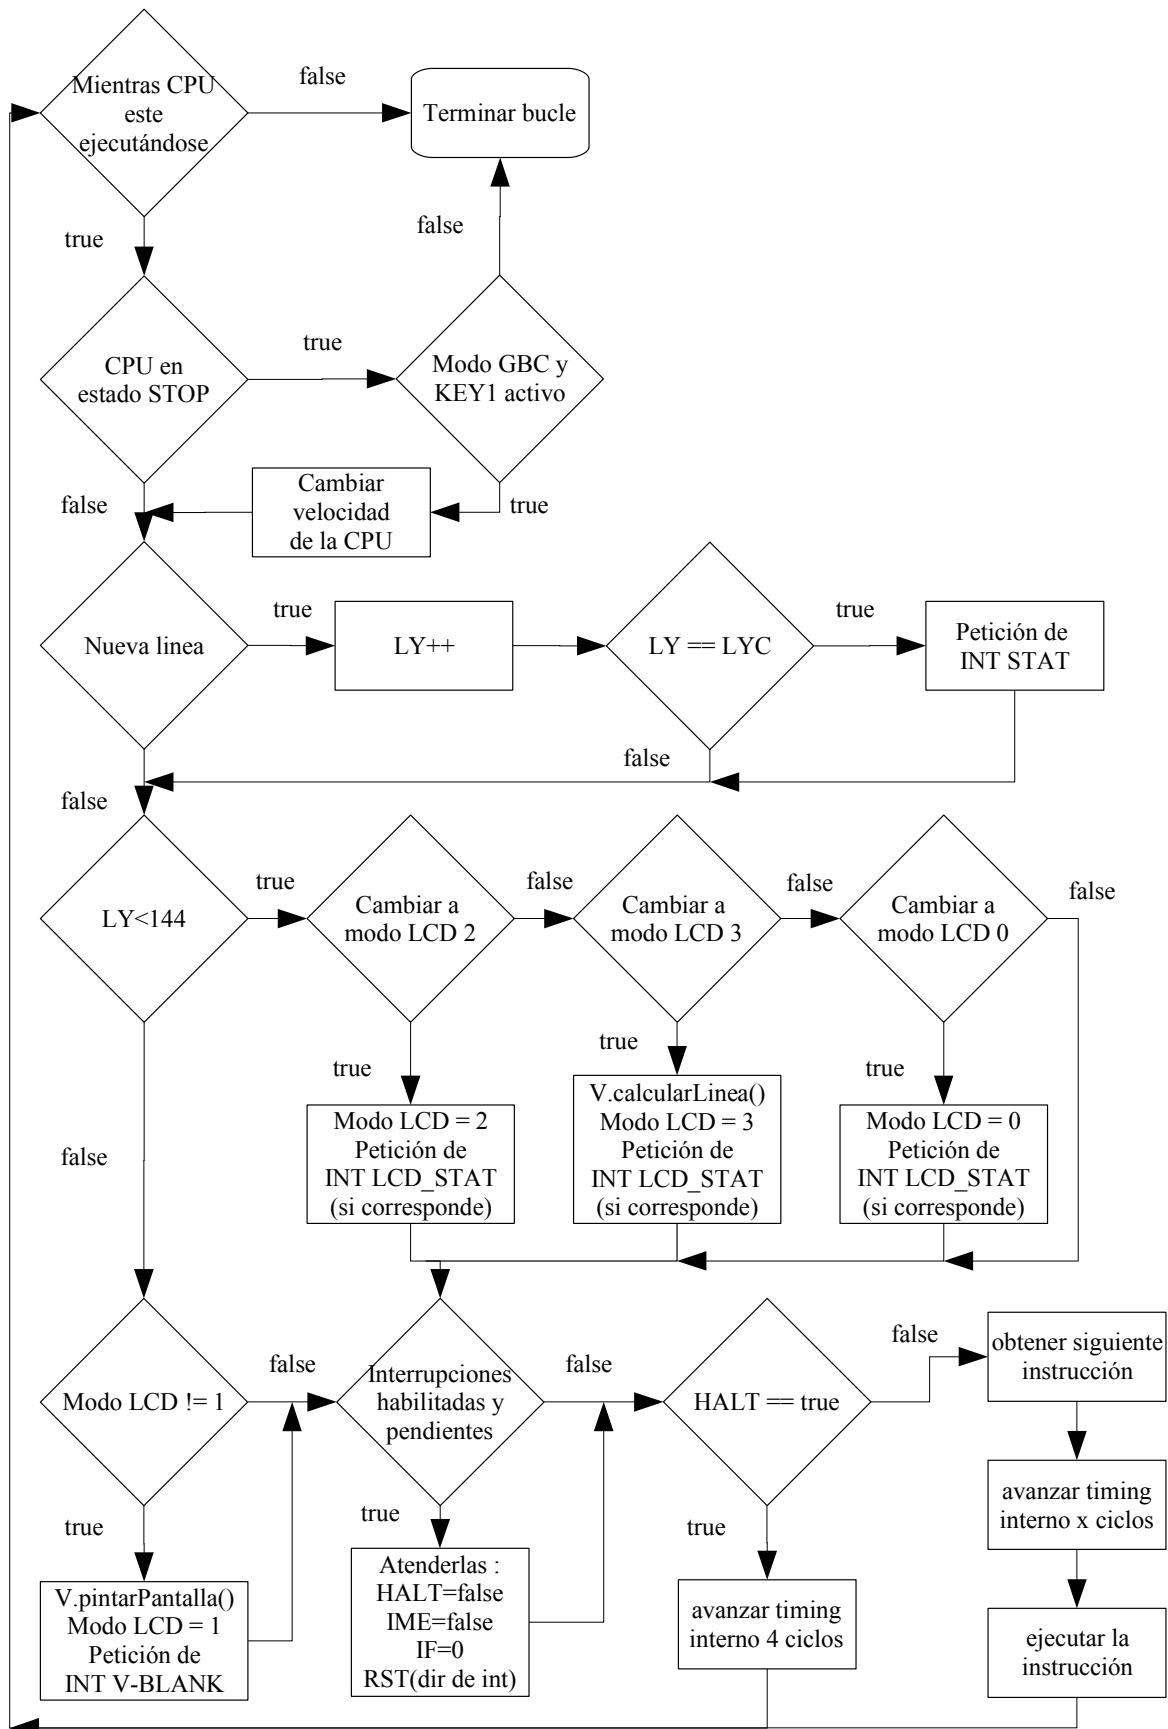 Mientras CPU
este
ejecutándose
false
Terminar bucle
true
false
CPU en
estado STOP
true
Modo GBC y
KEY1 activo
false
Cambiar
velocidad
de la CPU
true
Nueva linea
true
LY++
LY == LYC
true
Petición de
INT STAT
false
false
LY<144
true
Cambiar a
modo LCD 2
false
Cambiar a
modo LCD 3
false
Cambiar a
modo LCD 0
false
true
true
true
Modo LCD = 2
Petición de
INT LCD_STAT
(si corresponde)
V.calcularLinea()
Modo LCD = 3
Petición de
INT LCD_STAT
(si corresponde)
Modo LCD = 0
Petición de
INT LCD_STAT
(si corresponde)
false
Modo LCD != 1
false
Interrupciones
habilitadas y
pendientes
false
HALT == true
false
obtener siguiente
instrucción
avanzar timing
interno x ciclos
ejecutar la
instrucción
true
V.pintarPantalla()
Modo LCD = 1
Petición de
INT V-BLANK
true
Atenderlas :
HALT=false
IME=false
IF=0
RST(dir de int)
true
avanzar timing
interno 4 ciclos